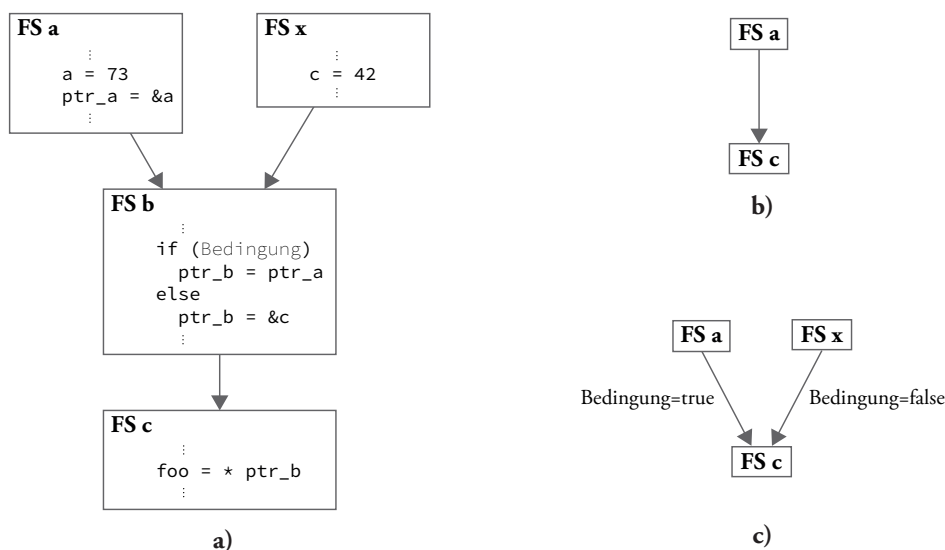 FS a
⋮
a = 73
ptr_a = &a
⋮
FS x
⋮
c = 42
⋮
FS b
⋮
if (Bedingung)
ptr_b = ptr_a
else
ptr_b = &c
⋮
FS c
⋮
foo = * ptr_b
⋮
a)
FS a
FS c
b)
FS a
FS x
Bedingung=true
Bedingung=false
FS c
c)